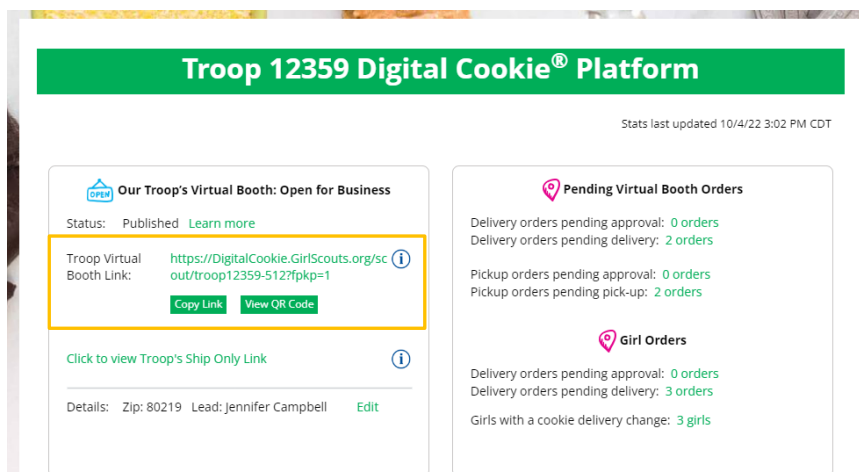 Troop 12359 Digital Cookie® Platform
Stats last updated 10/4/22 3:02 PM CDT
OPEN
Our Troop's Virtual Booth: Open for Business
Status: Published Learn more
Troop Virtual
Booth Link:
https://DigitalCookie.GirlScouts.org/sc
out/troop12359-512?fpkp=1
i
Copy Link View QR Code
Click to view Troop's Ship Only Link
i
Details: Zip: 80219 Lead: Jennifer Campbell Edit
Pending Virtual Booth Orders
Delivery orders pending approval: 0 orders
Delivery orders pending delivery: 2 orders
Pickup orders pending approval: 0 orders
Pickup orders pending pick-up: 2 orders
Girl Orders
Delivery orders pending approval: 0 orders
Delivery orders pending delivery: 3 orders
Girls with a cookie delivery change: 3 girls